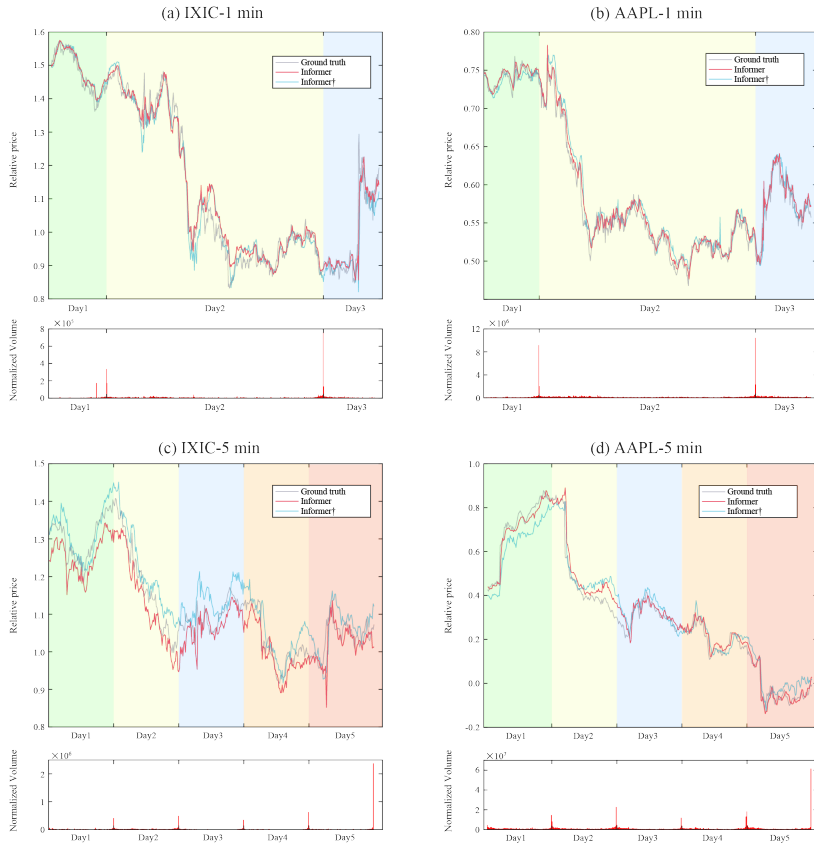 (a) IXIC-1 min
1.6
1.5
1.4
1.3
1.2
1.1
1.0
0.9
0.8
Relative price
Ground truth
Informer
Informer†
Day1 Day2 Day3
Normalized Volume
8
6
4
2
0
Day1 Day2 Day3
(b) AAPL-1 min
0.80
0.75
0.70
0.65
0.60
0.55
0.50
Relative price
Ground truth
Informer
Informer†
Day1 Day2 Day3
Normalized Volume
×10⁶
12
8
4
0
Day1 Day2 Day3
(c) IXIC-5 min
1.5
1.4
1.3
1.2
1.1
1.0
0.9
0.8
Relative price
Ground truth
Informer
Informer†
Day1 Day2 Day3 Day4 Day5
Normalized Volume
×10⁶
2
1
0
Day1 Day2 Day3 Day4 Day5
(d) AAPL-5 min
1.0
0.8
0.6
0.4
0.2
0.0
-0.2
Relative price
Ground truth
Informer
Informer†
Day1 Day2 Day3 Day4 Day5
Normalized Volume
×10⁷
6
4
2
0
Day1 Day2 Day3 Day4 Day5